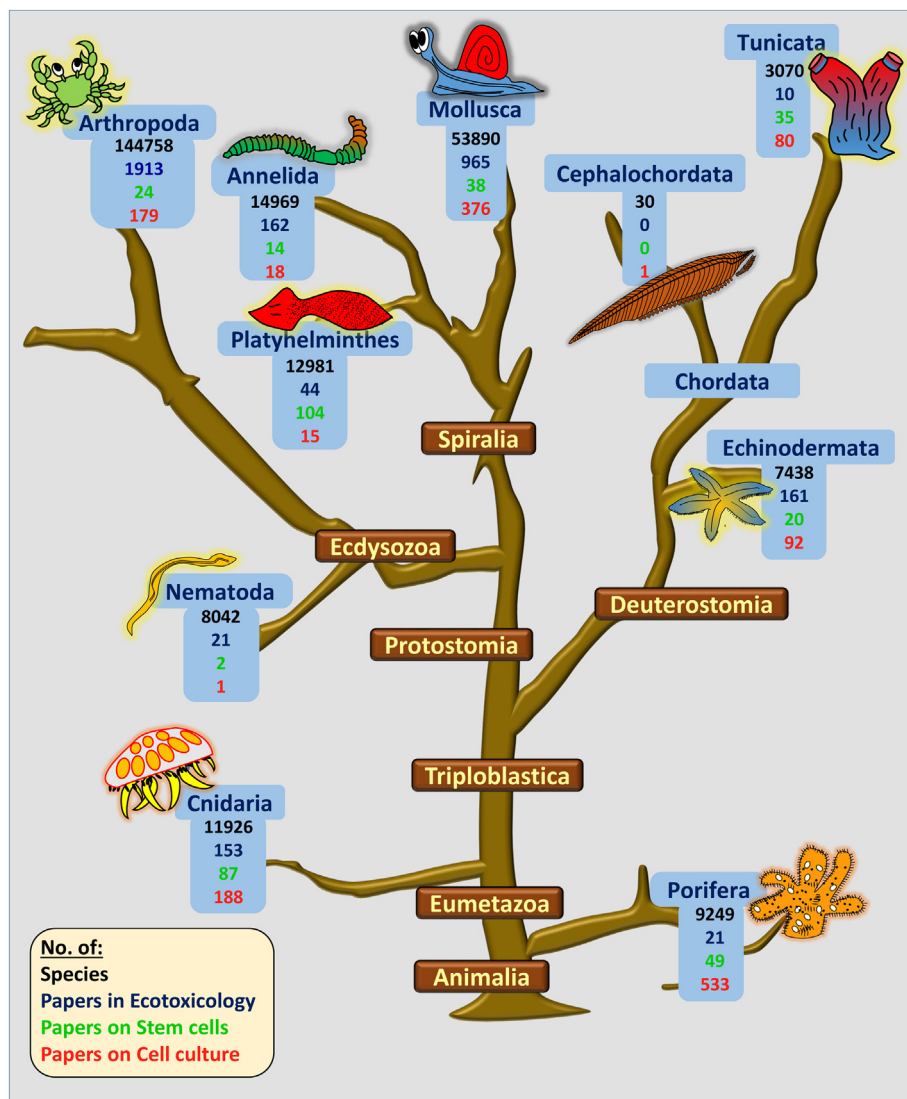 Tunicata
3070
10
35
80
Mollusca
53890
965
38
376
Arthropoda
144758
1913
24
179
Annelida
14969
162
14
18
Cephalochordata
30
0
0
1
Platyhelminthes
12981
44
104
15
Chordata
Spiralia
Echinodermata
7438
161
20
92
Ecdysozoa
Nematoda
8042
21
2
1
Deuterostomia
Protostomia
Triploblastica
Cnidaria
11926
153
87
188
Eumetazoa
Porifera
9249
21
49
533
Animalia
No. of:
Species
Papers in Ecotoxicology
Papers on Stem cells
Papers on Cell culture